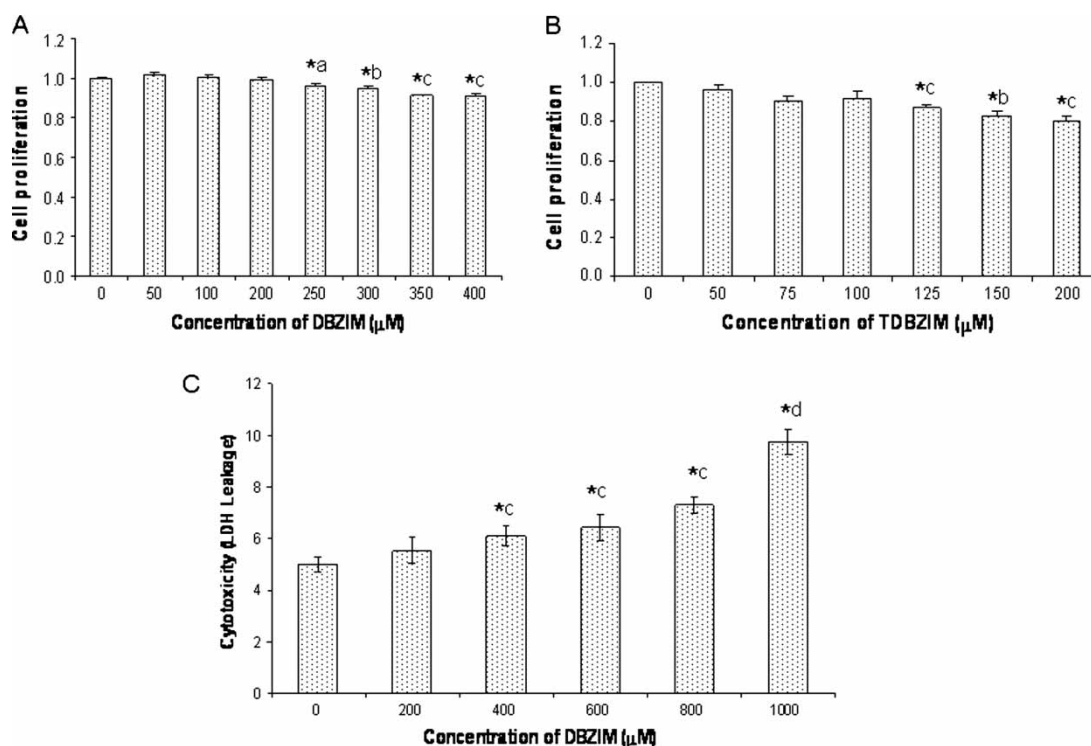 A
Cell proliferation
1.2
1.0
0.8
0.6
0.4
0.2
0.0
*a
*b
*c
*c
0 50 100 200 250 300 350 400
Concentration of DBZIM (μM)
B
Cell proliferation
1.2
1.0
0.8
0.6
0.4
0.2
0.0
*c
*b
*c
0 50 75 100 125 150 200
Concentration of TDBZIM (μM)
C
Cytotoxicity (LDH Leakage)
12
10
8
6
4
2
0
*c
*c
*c
*d
0 200 400 600 800 1000
Concentration of DBZIM (μM)